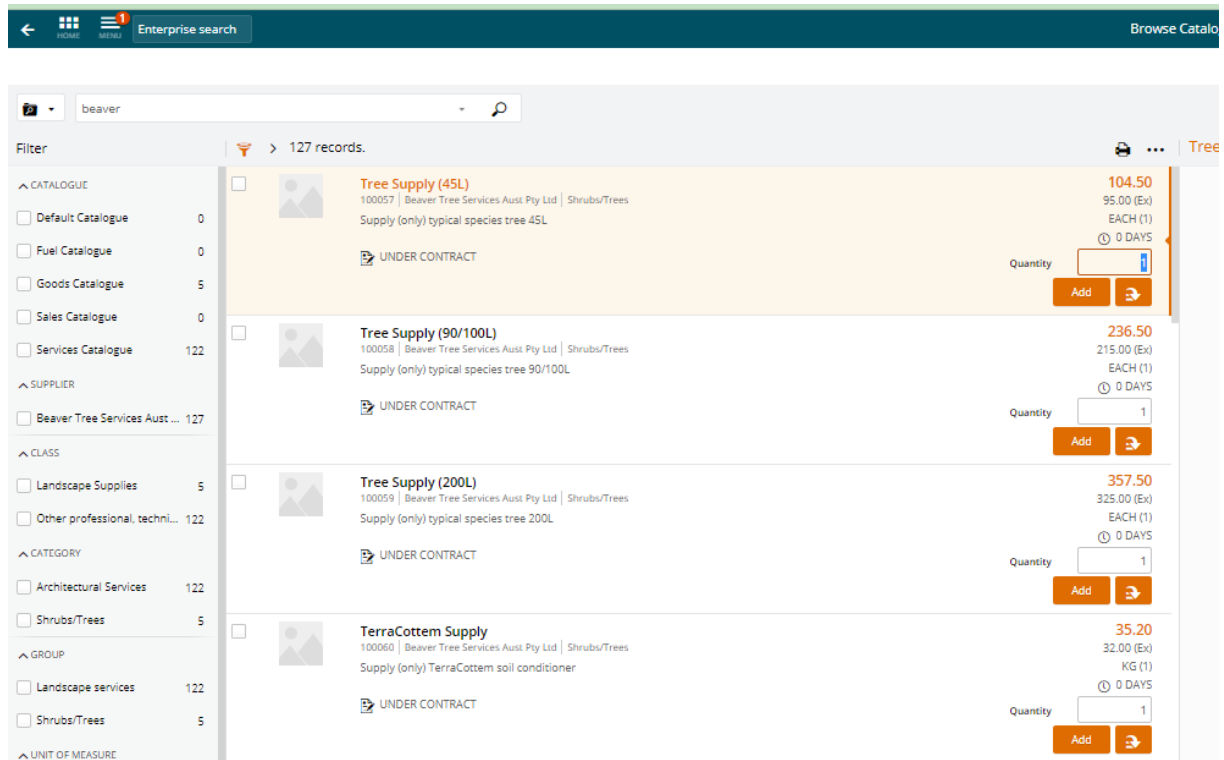 HOME
MENU
1
Enterprise search
Browse Catalo
beaver
Filter
127 records.
Tree
CATALOGUE
Default Catalogue 0
Fuel Catalogue 0
Goods Catalogue 5
Sales Catalogue 0
Services Catalogue 122
SUPPLIER
Beaver Tree Services Aust ... 127
CLASS
Landscape Supplies 5
Other professional, techni... 122
CATEGORY
Architectural Services 122
Shrubs/Trees 5
GROUP
Landscape services 122
Shrubs/Trees 5
UNIT OF MEASURE
Tree Supply (45L)
100057 | Beaver Tree Services Aust Pty Ltd | Shrubs/Trees
Supply (only) typical species tree 45L
UNDER CONTRACT
104.50
95.00 (Ex)
EACH (1)
0 DAYS
Quantity 1
Add
Tree Supply (90/100L)
100058 | Beaver Tree Services Aust Pty Ltd | Shrubs/Trees
Supply (only) typical species tree 90/100L
UNDER CONTRACT
236.50
215.00 (Ex)
EACH (1)
0 DAYS
Quantity 1
Add
Tree Supply (200L)
100059 | Beaver Tree Services Aust Pty Ltd | Shrubs/Trees
Supply (only) typical species tree 200L
UNDER CONTRACT
357.50
325.00 (Ex)
EACH (1)
0 DAYS
Quantity 1
Add
TerraCottem Supply
100060 | Beaver Tree Services Aust Pty Ltd | Shrubs/Trees
Supply (only) TerraCottem soil conditioner
UNDER CONTRACT
35.20
32.00 (Ex)
KG (1)
0 DAYS
Quantity 1
Add